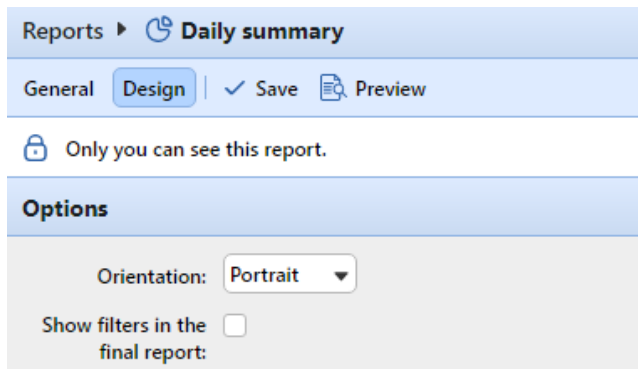 Reports Daily summary
General Design Save Preview
Only you can see this report.
Options
Orientation: Portrait
Show filters in the
final report: